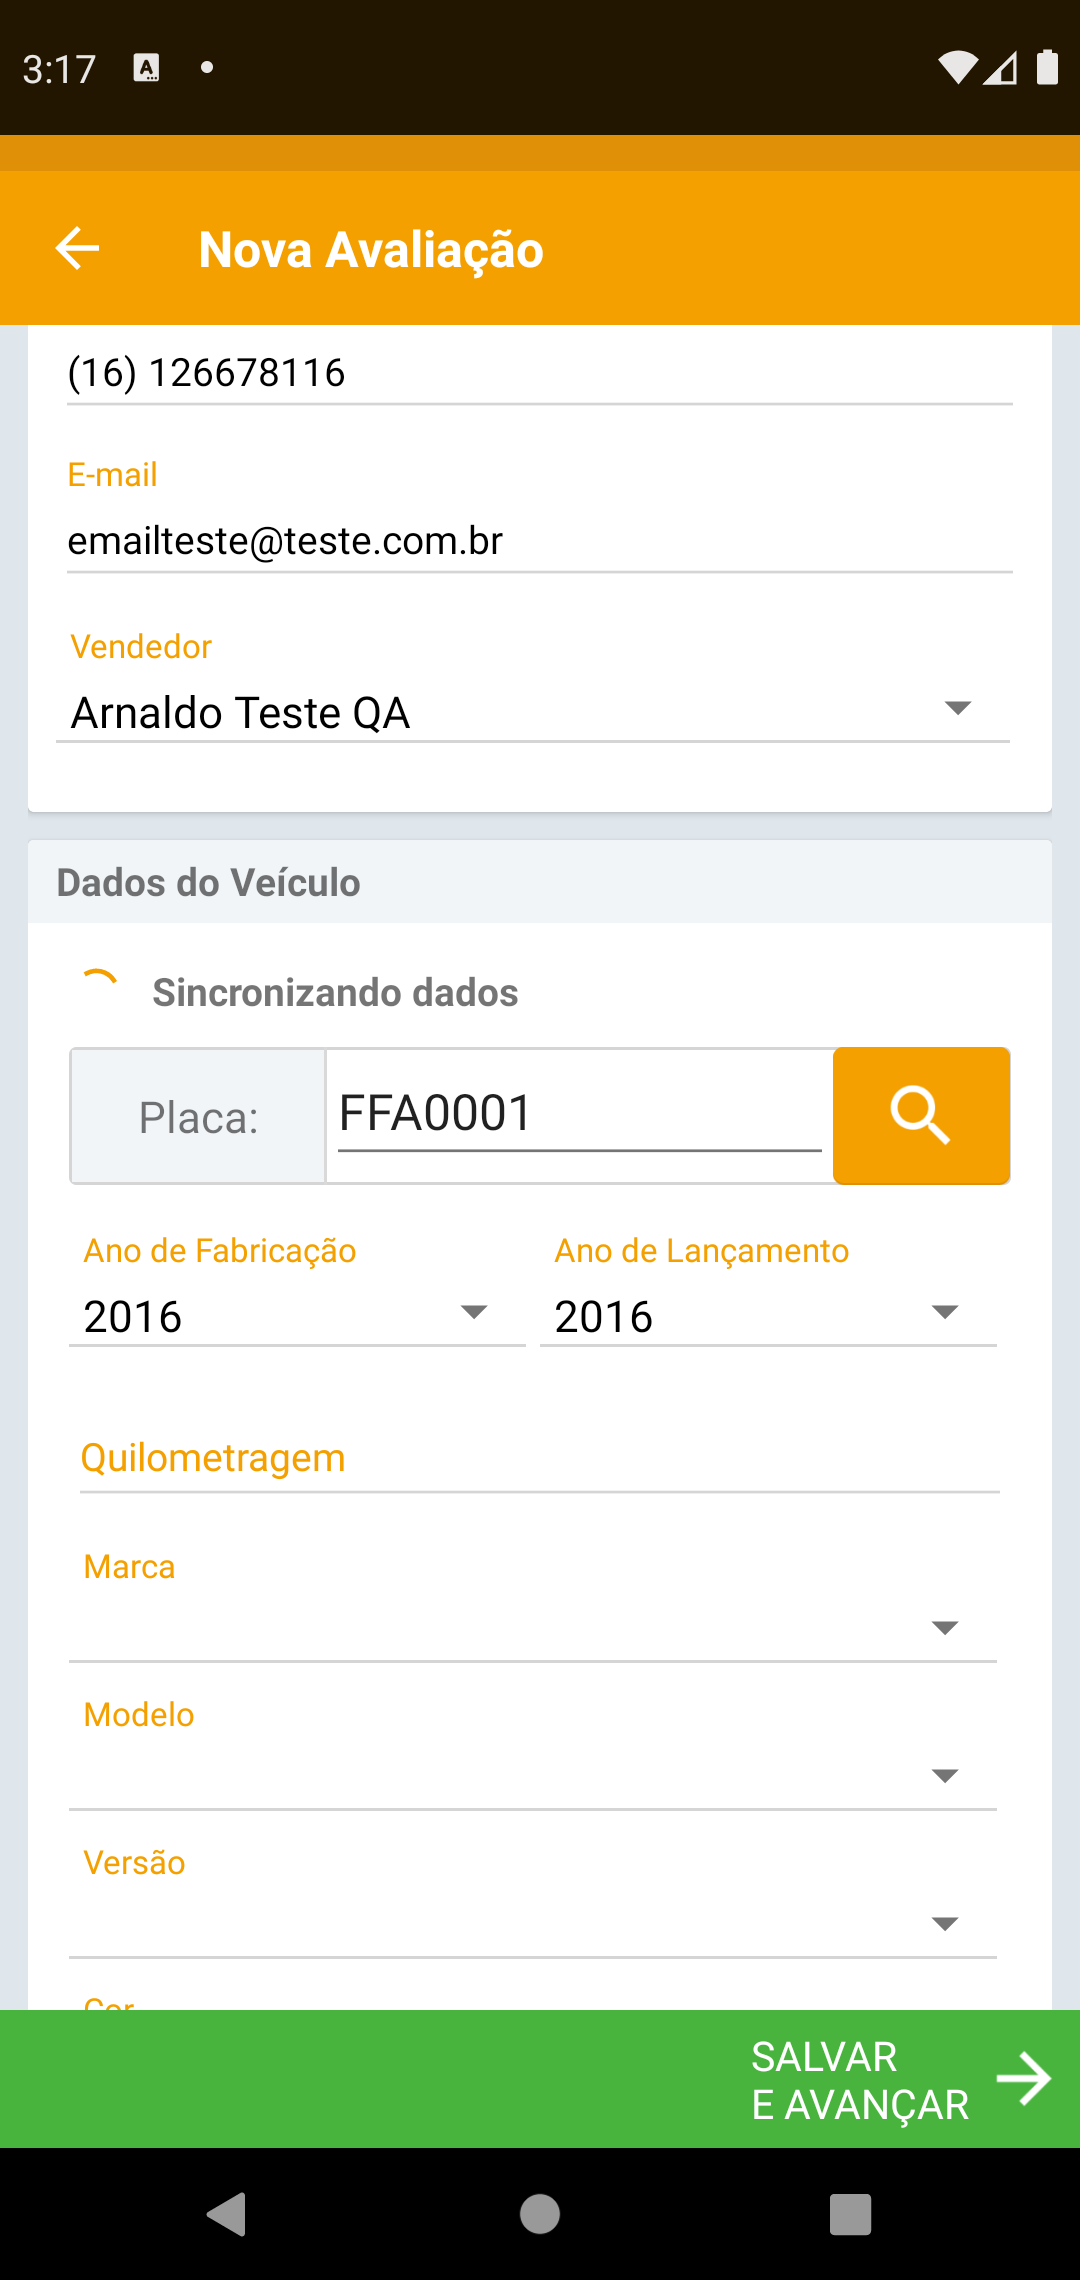 3:17
Nova Avaliação
(16) 126678116
E-mail
emailteste@teste.com.br
Vendedor
Arnaldo Teste QA
Dados do Veículo
Sincronizando dados
Placa: FFA0001
Ano de Fabricação Ano de Lançamento
2016 2016
Quilometragem
Marca
Modelo
Versão
Cor
SALVAR
E AVANÇAR